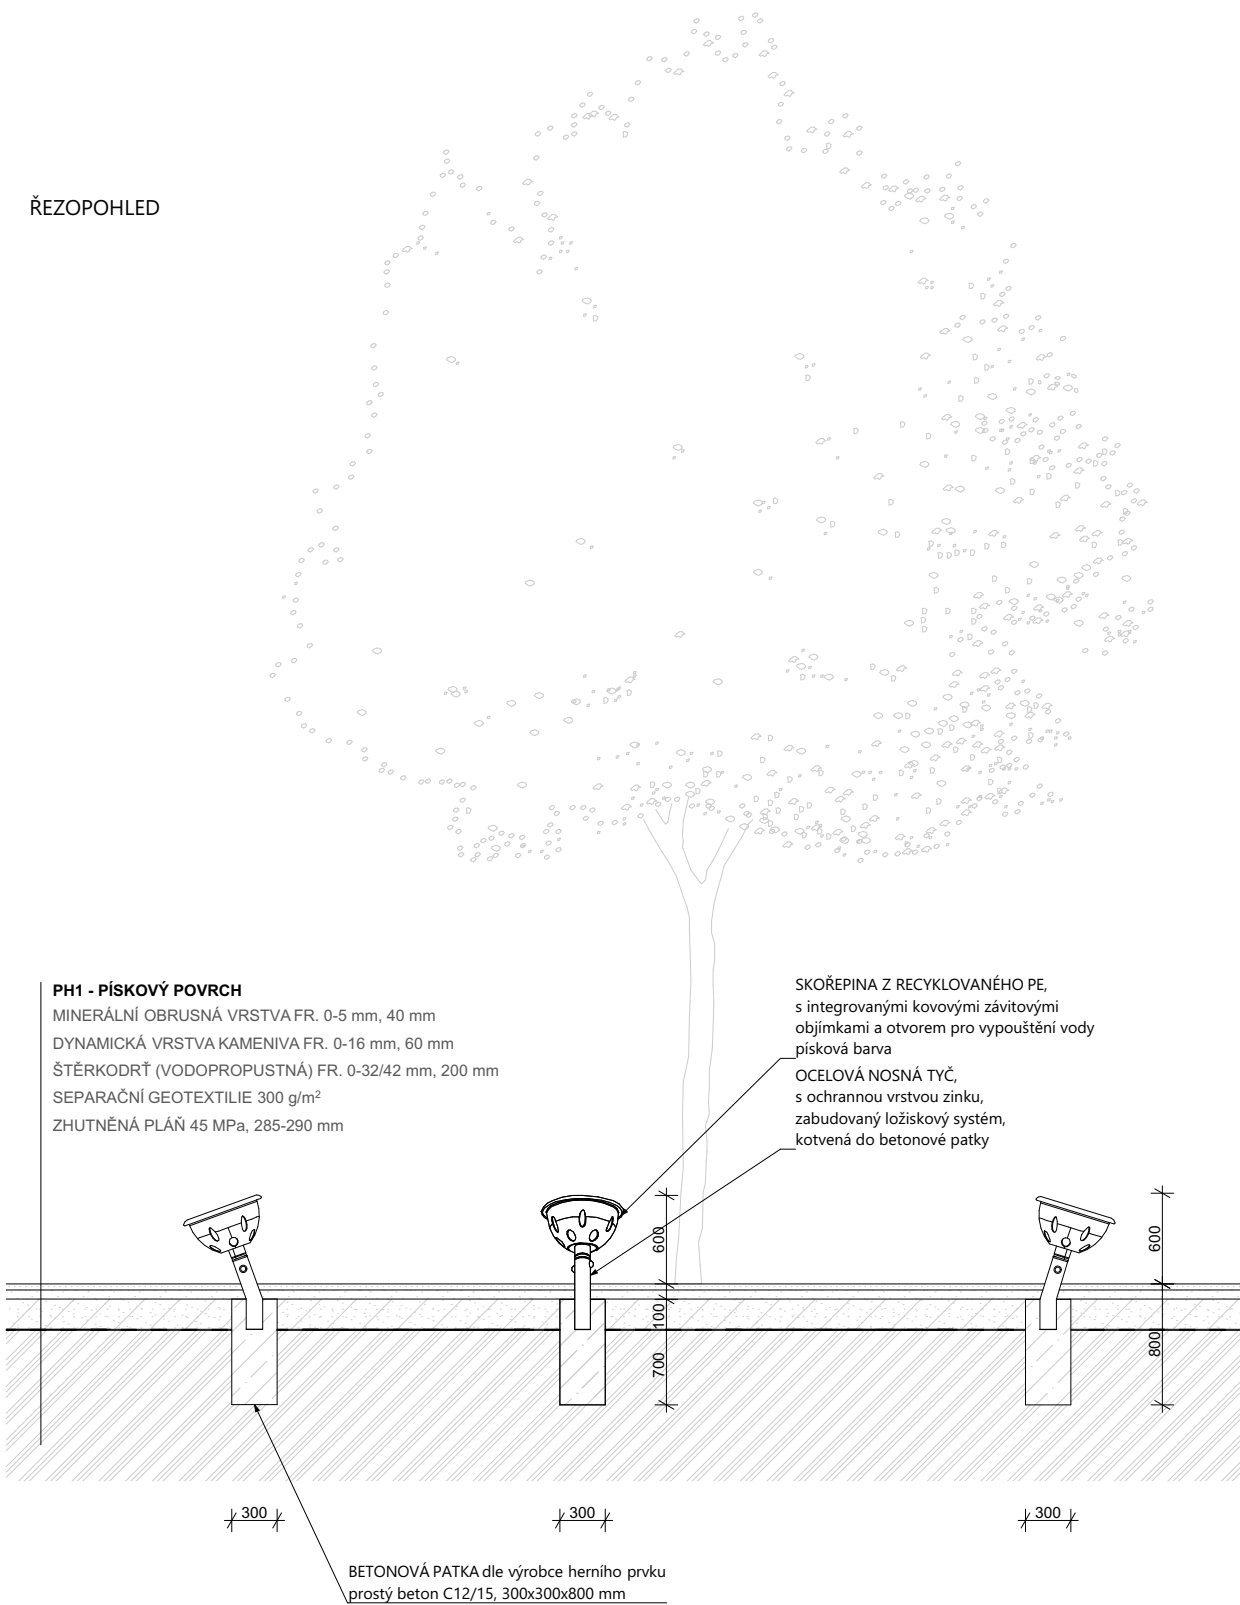 ŘEZOPOHLED
PH1 - PÍSKOVÝ POVRCH
MINERÁLNÍ OBRUSNÁ VRSTVA FR. 0-5 mm, 40 mm
DYNAMICKÁ VRSTVA KAMENIVA FR. 0-16 mm, 60 mm
ŠTĚRKODRŤ (VODOPROPUSTNÁ) FR. 0-32/42 mm, 200 mm
SEPARAČNÍ GEOTEXTILIE 300 g/m²
ZHUTNĚNÁ PLÁŇ 45 MPa, 285-290 mm
SKOŘEPINA Z RECYKLOVANÉHO PE,
s integrovanými kovovými závitovými
objímkami a otvorem pro vypouštění vody
písková barva
OCELOVÁ NOSNÁ TYČ,
s ochrannou vrstvou zinku,
zabudovaný ložiskový systém,
kotvená do betonové patky
600
100
700
600
800
300
300
300
BETONOVÁ PATKA dle výrobce herního prvku
prostý beton C12/15, 300x300x800 mm